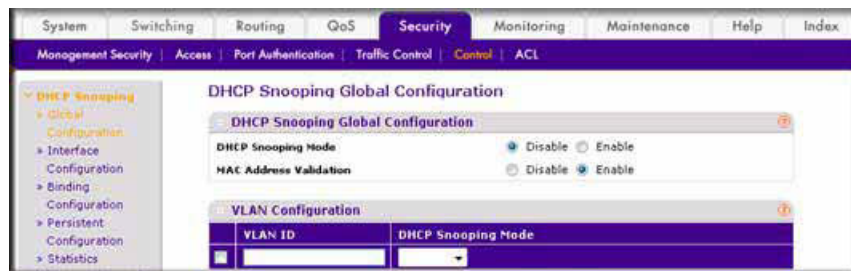 System Switching Routing QoS Security Monitoring Maintenance Help Index
Management Security Access Port Authentication Traffic Control Control ACL
DHCP Snooping
Global
Configuration
Interface
Configuration
Binding
Configuration
Persistent
Configuration
Statistics
DHCP Snooping Global Configuration
DHCP Snooping Global Configuration
DHCP Snooping Mode Disable Enable
MAC Address Validation Disable Enable
VLAN Configuration
VLAN ID DHCP Snooping Mode